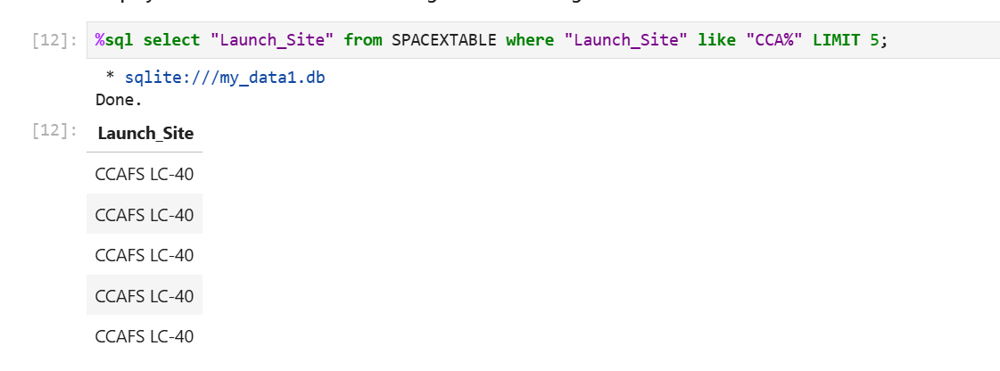 [12]: %sql select "Launch_Site" from SPACEXTABLE where "Launch_Site" like "CCA%" LIMIT 5;
* sqlite:///my_data1.db
Done.
[12]: Launch_Site
CCAFS LC-40
CCAFS LC-40
CCAFS LC-40
CCAFS LC-40
CCAFS LC-40